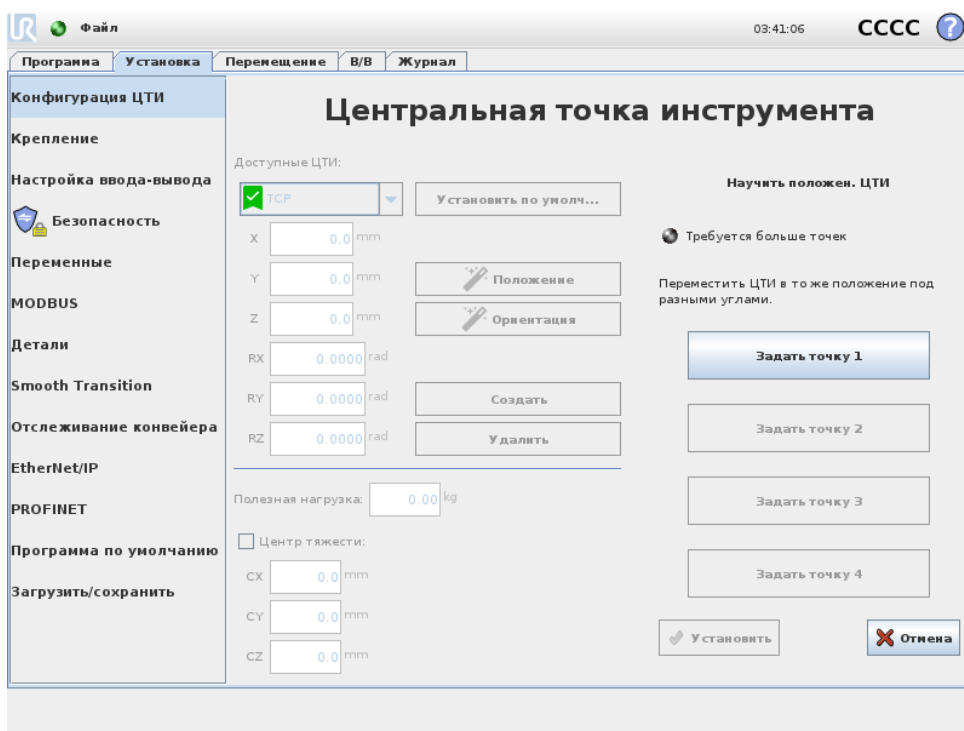 UR Файл 03:41:06 CCCC ?
Программа Установка Перемещение В/В Журнал
Конфигурация ЦТИ
Крепление
Настройка ввода-вывода
Безопасность
Переменные
MODBUS
Детали
Smooth Transition
Отслеживание конвейера
EtherNet/IP
PROFINET
Программа по умолчанию
Загрузить/сохранить
Центральная точка инструмента
Доступные ЦТИ:
TCP Установить по умолч...
X 0.0 mm
Y 0.0 mm Положение
Z 0.0 mm Ориентация
RX 0.0000 rad
RY 0.0000 rad Создать
RZ 0.0000 rad Удалить
Полезная нагрузка: 0.00 kg
Центр тяжести:
CX 0.0 mm
CY 0.0 mm
CZ 0.0 mm
Научить положен. ЦТИ
Требуется больше точек
Переместить ЦТИ в то же положение под
разными углами.
Задать точку 1
Задать точку 2
Задать точку 3
Задать точку 4
Установить Отмена